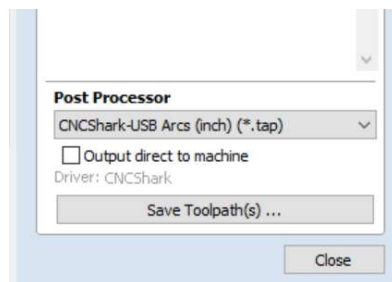 Post Processor
CNCShark-USB Arcs (inch) (*.tap)
Output direct to machine
Driver: CNCShark
Save Toolpath(s) ...
Close